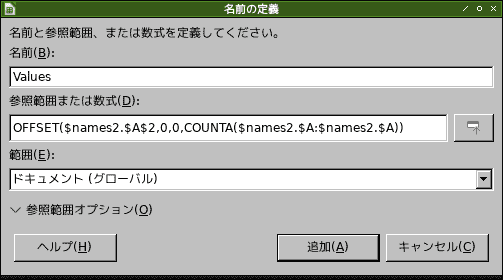 名前の定義
名前と参照範囲、または数式を定義してください。
名前(B):
Values
参照範囲または数式(D):
OFFSET($names2.$A$2,0,0,COUNTA($names2.$A:$names2.$A))
範囲(E):
ドキュメント (グローバル)
参照範囲オプション(O)
ヘルプ(H) 追加(A) キャンセル(C)